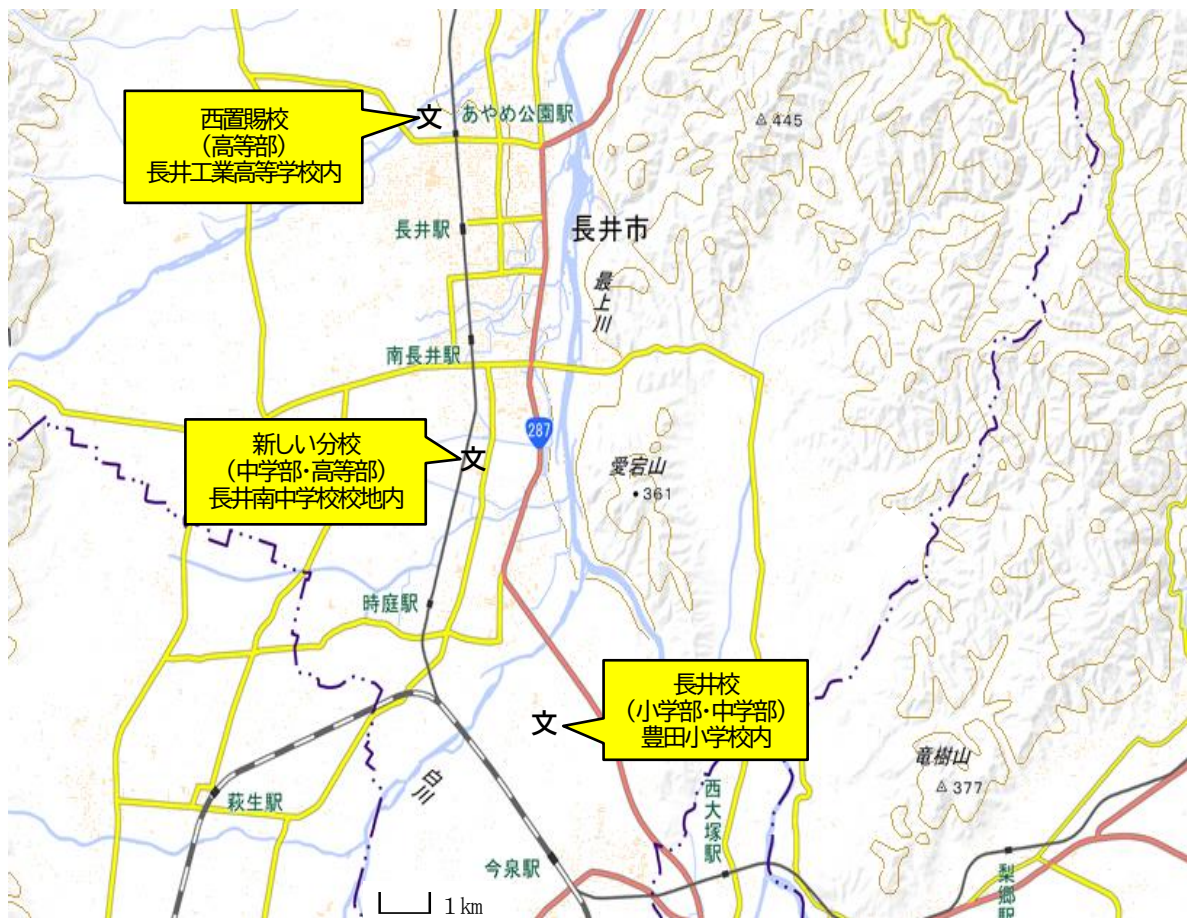 西置賜校
（高等部）
長井工業高等学校内
文
あやめ公園駅
445
長井駅
長井市
最上川
南長井駅
新しい分校
（中学部・高等部）
長井南中学校校地内
文
287
愛宕山
361
時庭駅
長井校
（小学部・中学部）
豊田小学校内
文
竜樹山
377
萩生駅
白川
西大塚駅
今泉駅
梨郷駅
1km